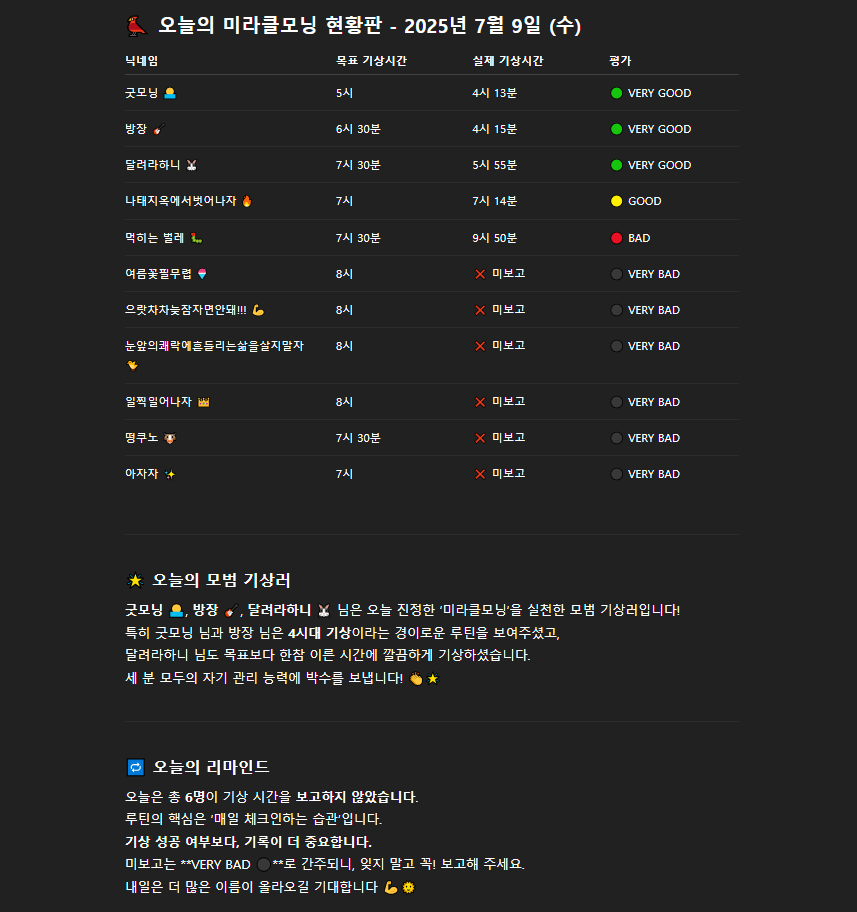 🐦‍🔥 오늘의 미라클모닝 현황판 - 2025년 7월 9일 (수)
닉네임 목표 기상시간 실제 기상시간 평가
굿모닝 5시 4시 13분 🟢 VERY GOOD
방장 🎸 6시 30분 4시 15분 🟢 VERY GOOD
달려라하니 🐰 7시 30분 5시 55분 🟢 VERY GOOD
나태지옥에서벗어나자 🔥 7시 7시 14분 🟡 GOOD
먹히는 벌레 🐛 7시 30분 9시 50분 🔴 BAD
여름꽃필무렵 🍧 8시 ❌ 미보고 ⚫ VERY BAD
으랏차차늦잠자면안돼!!! 💪 8시 ❌ 미보고 ⚫ VERY BAD
눈앞의쾌락에흔들리는삶을살지말자 8시 ❌ 미보고 ⚫ VERY BAD
🐤
일찍일어나자 👑 8시 ❌ 미보고 ⚫ VERY BAD
떵쿠노 🐮 7시 30분 ❌ 미보고 ⚫ VERY BAD
아자자 ✨ 7시 ❌ 미보고 ⚫ VERY BAD
🌟 오늘의 모범 기상러
굿모닝, 방장 🎸, 달려라하니 🐰 님은 오늘 진정한 '미라클모닝'을 실천한 모범 기상러입니다!
특히 굿모닝 님과 방장 님은 4시대 기상이라는 경이로운 루틴을 보여주셨고,
달려라하니 님도 목표보다 한참 이른 시간에 깔끔하게 기상하셨습니다.
세 분 모두의 자기 관리 능력에 박수를 보냅니다! 👏🌟
🔁 오늘의 리마인드
오늘은 총 6명이 기상 시간을 보고하지 않았습니다.
루틴의 핵심은 '매일 체크인하는 습관'입니다.
기상 성공 여부보다, 기록이 더 중요합니다.
미보고는 **VERY BAD ⚫**로 간주되니, 잊지 말고 꼭! 보고해 주세요.
내일은 더 많은 이름이 올라오길 기대합니다 💪🌞